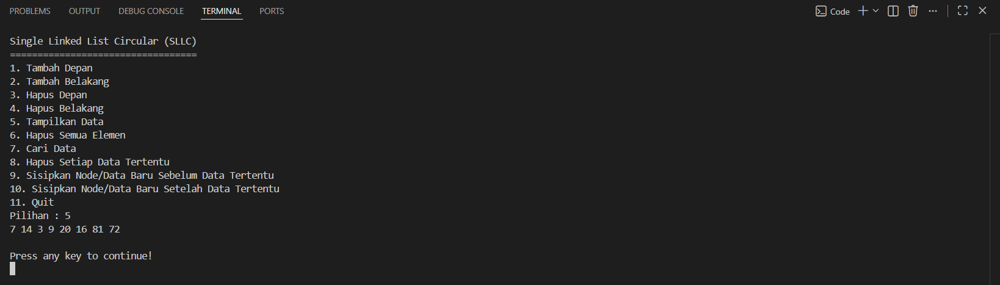 PROBLEMS OUTPUT DEBUG CONSOLE TERMINAL PORTS Code
Single Linked List Circular (SLLC)
==================================
1. Tambah Depan
2. Tambah Belakang
3. Hapus Depan
4. Hapus Belakang
5. Tampilkan Data
6. Hapus Semua Elemen
7. Cari Data
8. Hapus Setiap Data Tertentu
9. Sisipkan Node/Data Baru Sebelum Data Tertentu
10. Sisipkan Node/Data Baru Setelah Data Tertentu
11. Quit
Pilihan : 5
7 14 3 9 20 16 81 72
Press any key to continue!